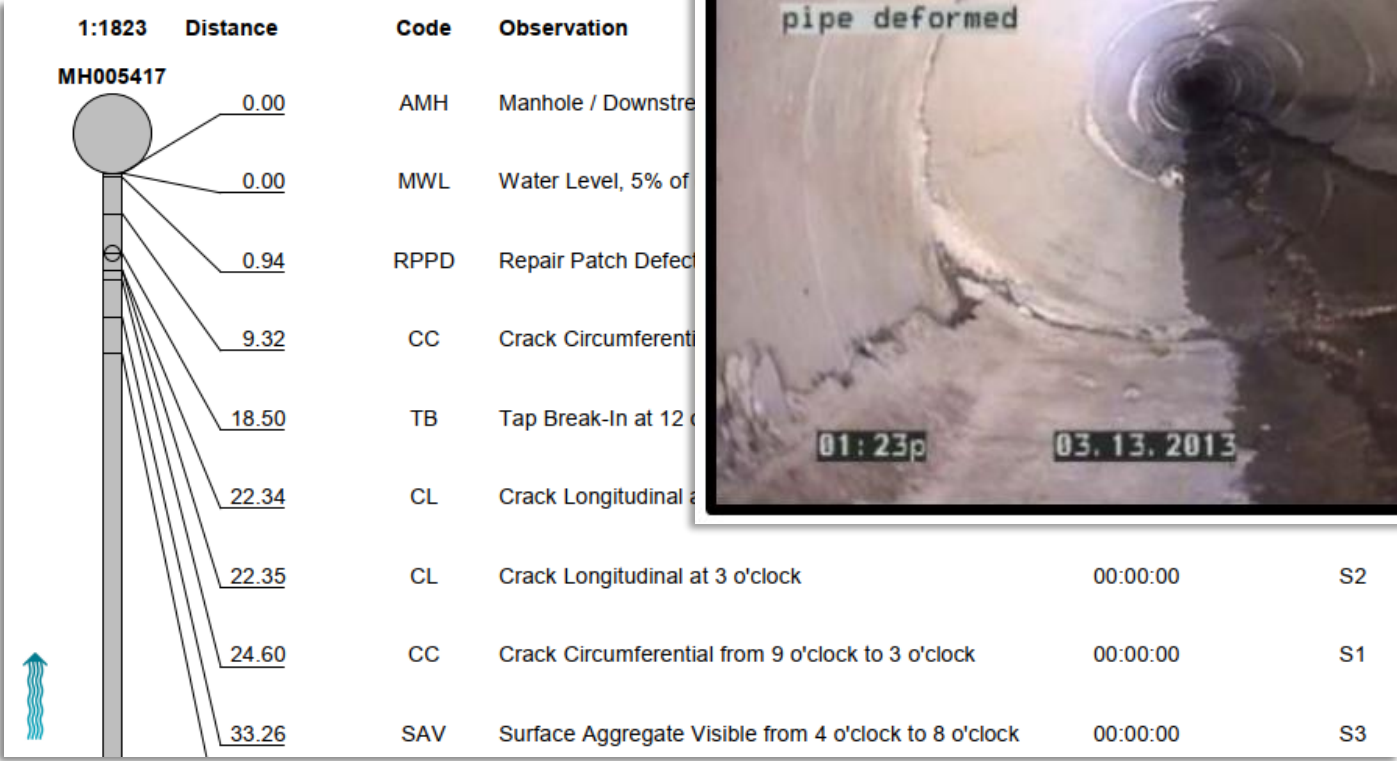 1:1823 Distance Code Observation
MH005417
0.00 AMH Manhole / Downstre
0.00 MWL Water Level, 5% of
0.94 RPPD Repair Patch Defect
9.32 CC Crack Circumferenti
18.50 TB Tap Break-In at 12
22.34 CL Crack Longitudinal
22.35 CL Crack Longitudinal at 3 o'clock 00:00:00 S2
24.60 CC Crack Circumferential from 9 o'clock to 3 o'clock 00:00:00 S1
33.26 SAV Surface Aggregate Visible from 4 o'clock to 8 o'clock 00:00:00 S3
pipe deformed
01:23p 03.13.2013